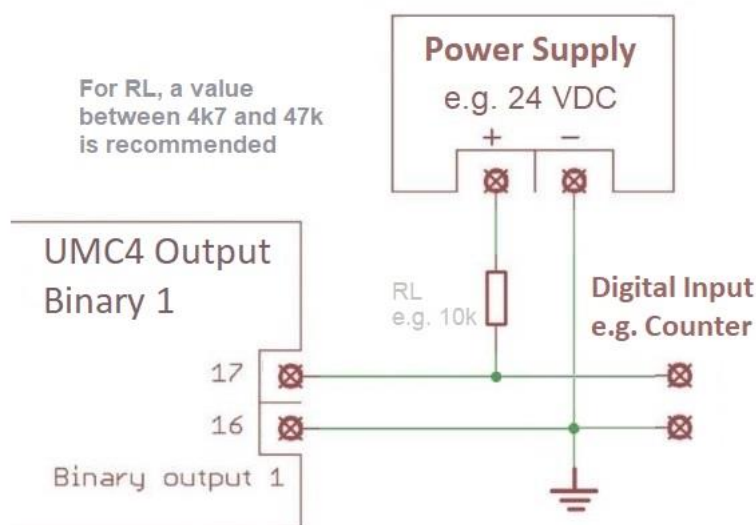 Power Supply
e.g. 24 VDC
+ −
For RL, a value
between 4k7 and 47k
is recommended
UMC4 Output
Binary 1
RL
e.g. 10k
Digital Input
e.g. Counter
17
16
Binary output 1